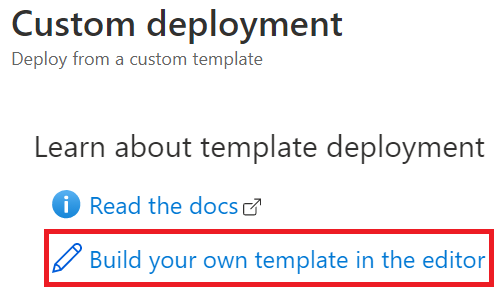 Custom deployment
Deploy from a custom template
Learn about template deployment
Read the docs
Build your own template in the editor